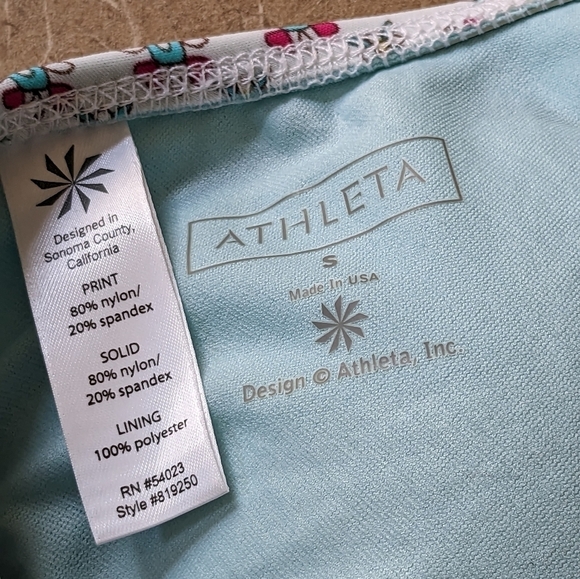 Designed in
Sonoma County,
California
PRINT
80% nylon/
20% spandex
SOLID
80% nylon/
20% spandex
LINING
100% polyester
RN #54023
Style #819250
ATHLETA
S
Made In USA
Design © Athleta, Inc.